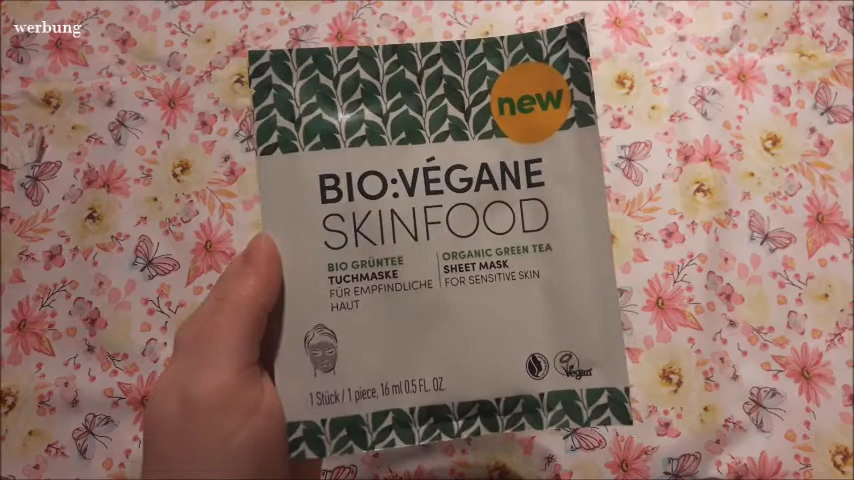 werbung
new
BIO:VÉGANE
SKINFOOD
BIO GRÜNTEE
TUCHMASKE
FÜR EMPFINDLICHE
HAUT
ORGANIC GREEN TEA
SHEET MASK
FOR SENSITIVE SKIN
1 Stück / 1 piece, 16 ml 0.5 FL. OZ.
Vegan